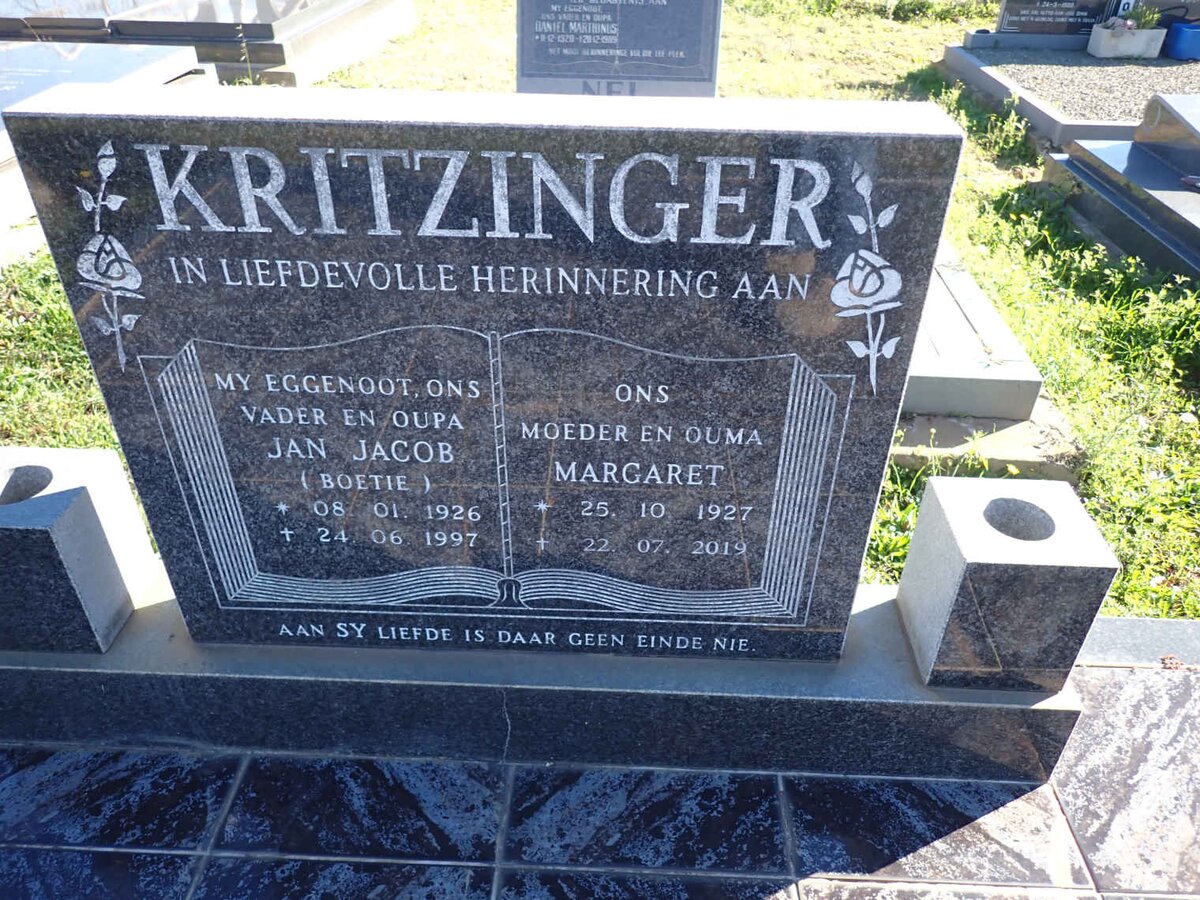 MY EGGENOOT
ONS VADER EN OUPA
DANIEL MARTHINUS
NEL
KRITZINGER
IN LIEFDEVOLLE HERINNERING AAN
MY EGGENOOT, ONS
VADER EN OUPA
JAN JACOB
( BOETIE )
* 08. 01. 1926
✝ 24. 06. 1997
ONS
MOEDER EN OUMA
MARGARET
* 25. 10 1927
✝ 22. 07. 2019
AAN SY LIEFDE IS DAAR GEEN EINDE NIE.